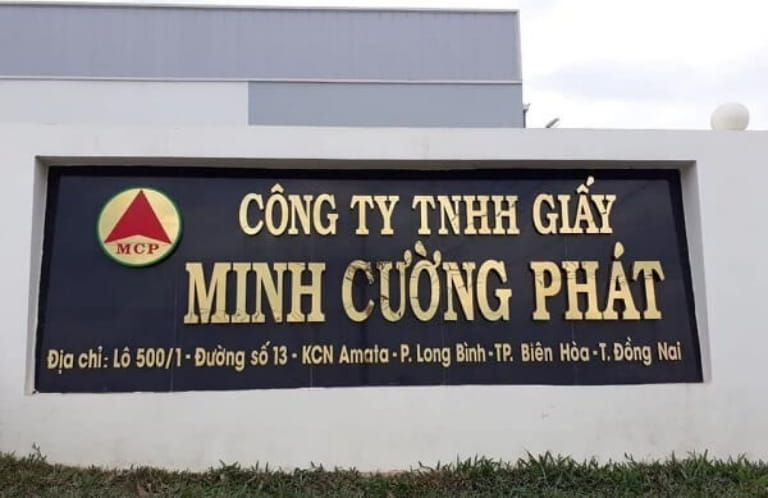 MCP
CÔNG TY TNHH GIẤY
MINH CƯỜNG PHÁT
Địa chỉ: Lô 500/1 - Đường số 13 - KCN Amata - P. Long Bình - TP. Biên Hòa - T. Đồng Nai